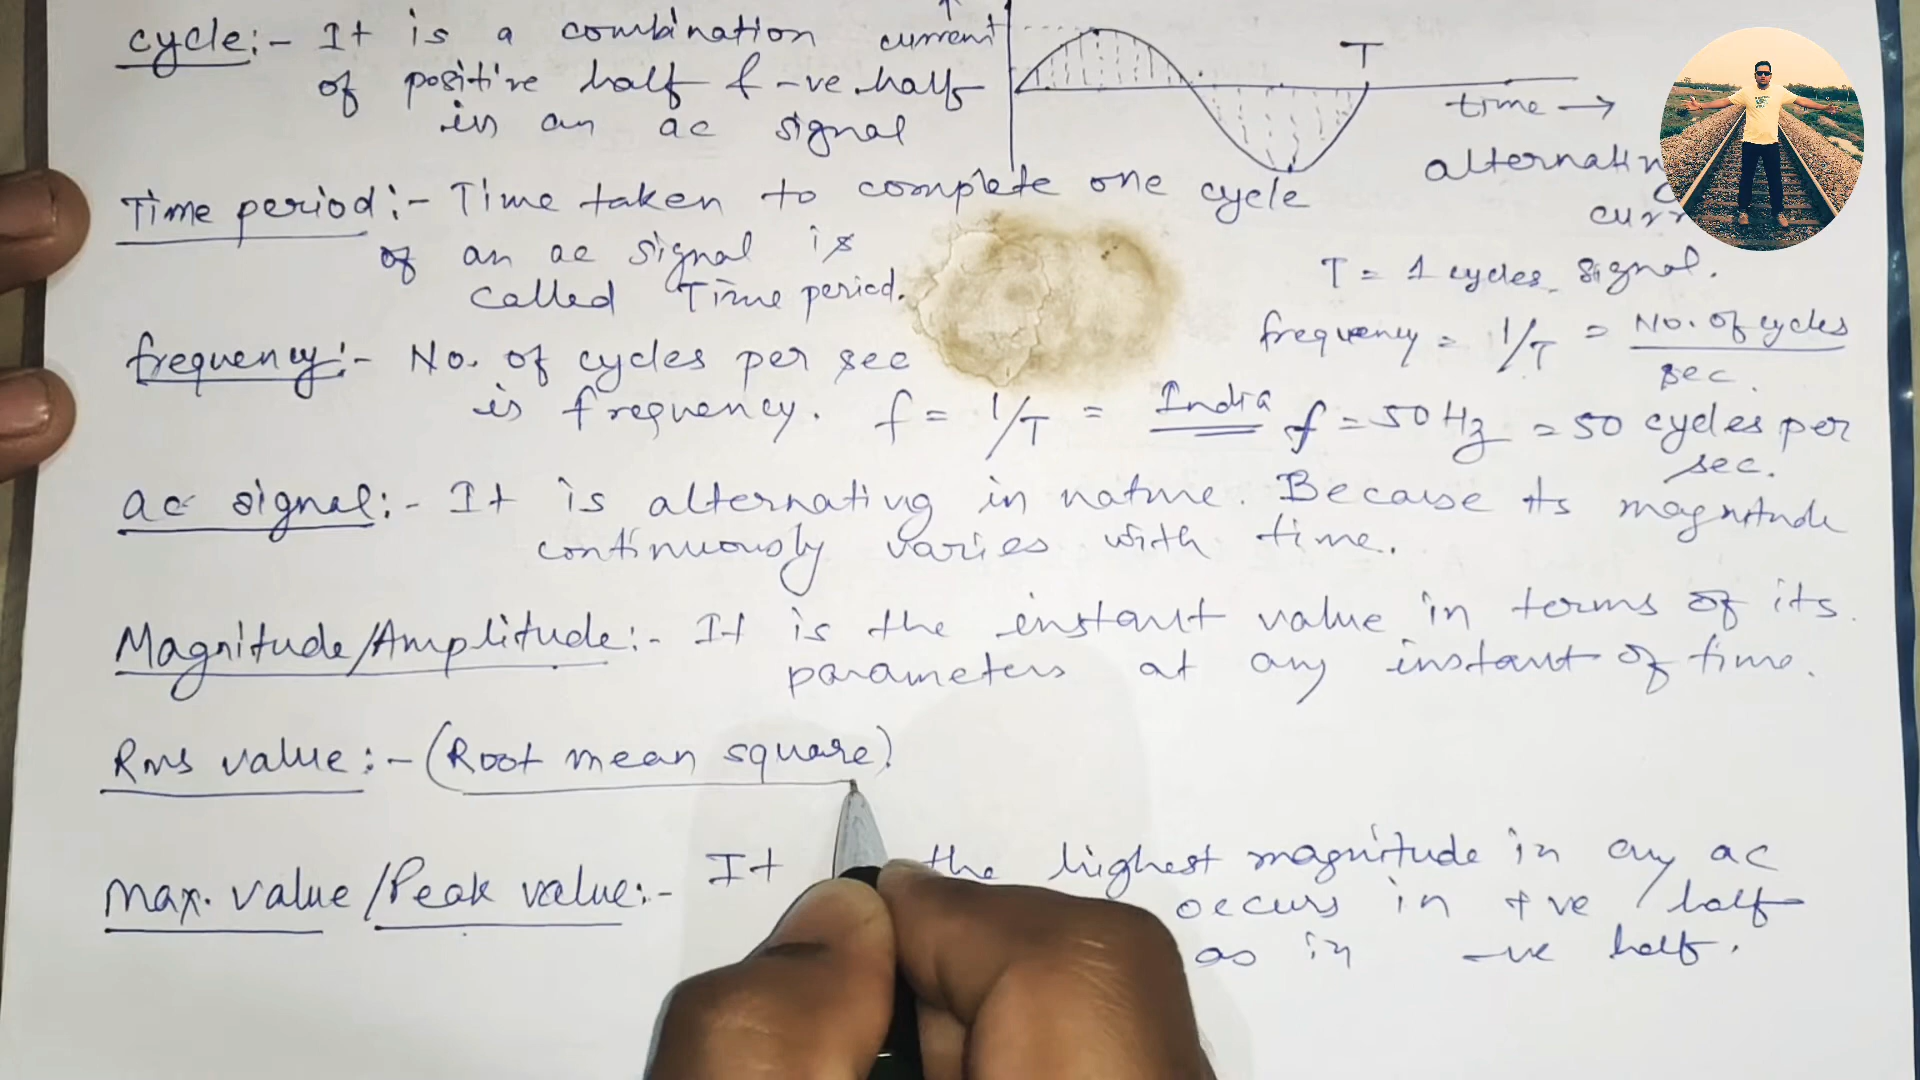 cycle:- It is a combination
of positive half & -ve half
in an ac signal
current
T
time →
alternatin
curr
Time period:- Time taken to complete one cycle
of an ac signal is
called Time period.
T = 1 cycles signal.
frequency = 1/T = No. of cycles
sec.
frequency:- No. of cycles per sec
is frequency. f = 1/T = India f = 50 Hz = 50 cycles per
sec.
ac signal:- It is alternating in nature. Because its magnitude
continuously varies with time.
Magnitude/Amplitude:- It is the instant value in terms of its
parameters at any instant of time.
Rms value:- (Root mean square)
Max. value/Peak value:- It the highest magnitude in any ac
occurs in +ve half
as in -ve half.